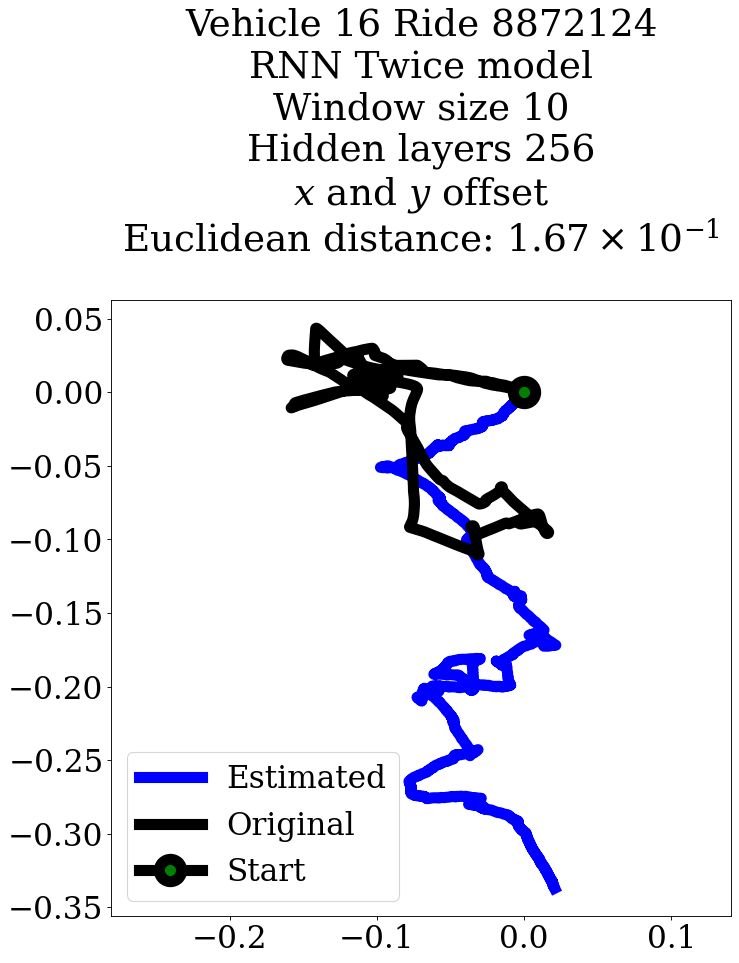 Vehicle 16 Ride 8872124
RNN Twice model
Window size 10
Hidden layers 256
x and y offset
Euclidean distance: 1.67 × 10⁻¹
0.05
0.00
−0.05
−0.10
−0.15
−0.20
−0.25
−0.30
−0.35
Estimated
Original
Start
−0.2
−0.1
0.0
0.1